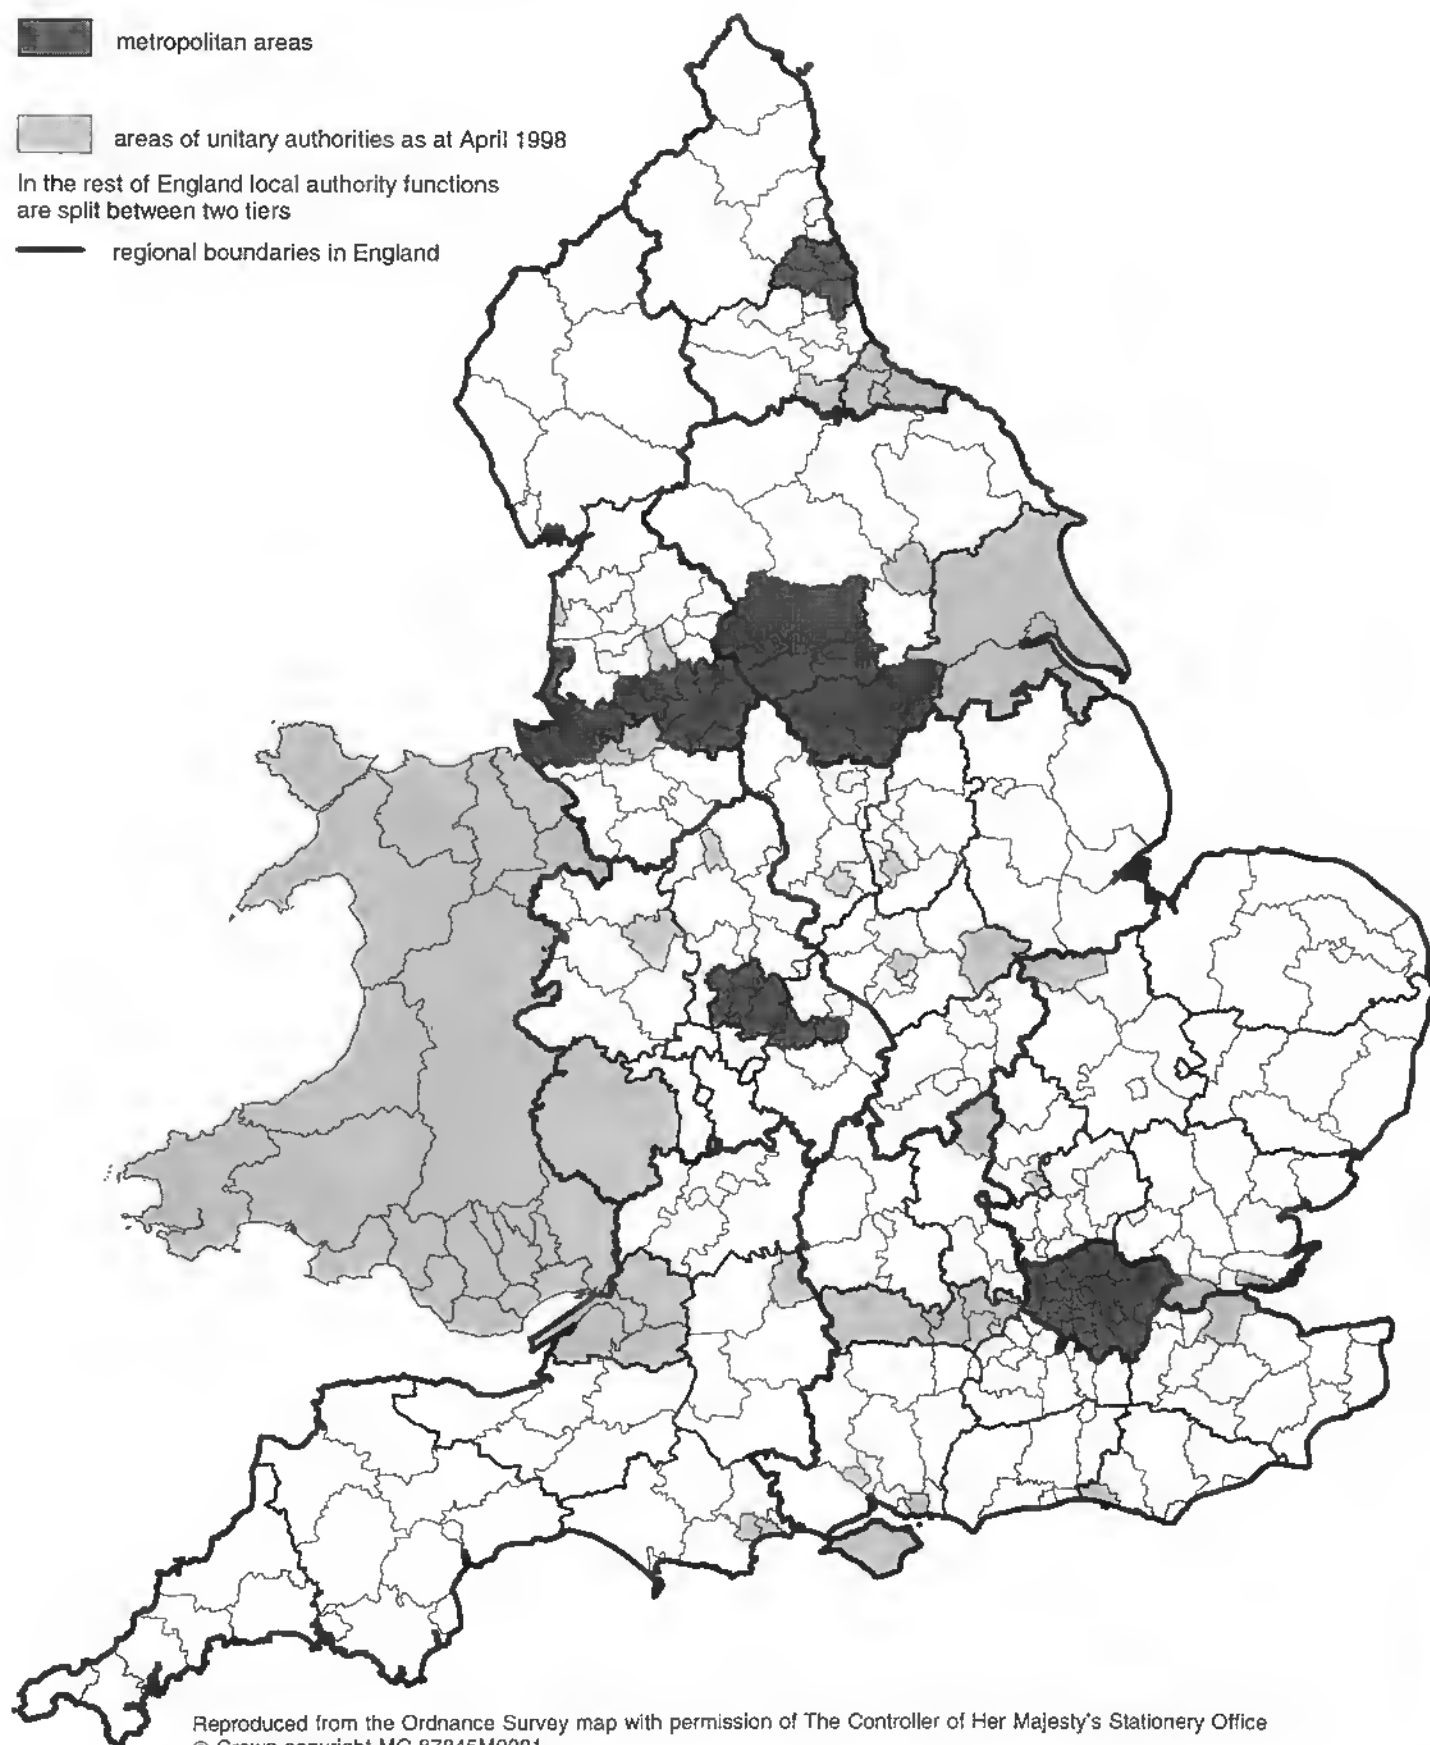 metropolitan areas
areas of unitary authorities as at April 1998
In the rest of England local authority functions
are split between two tiers
regional boundaries in England
Reproduced from the Ordnance Survey map with permission of The Controller of Her Majesty's Stationery Office
© Crown copyright